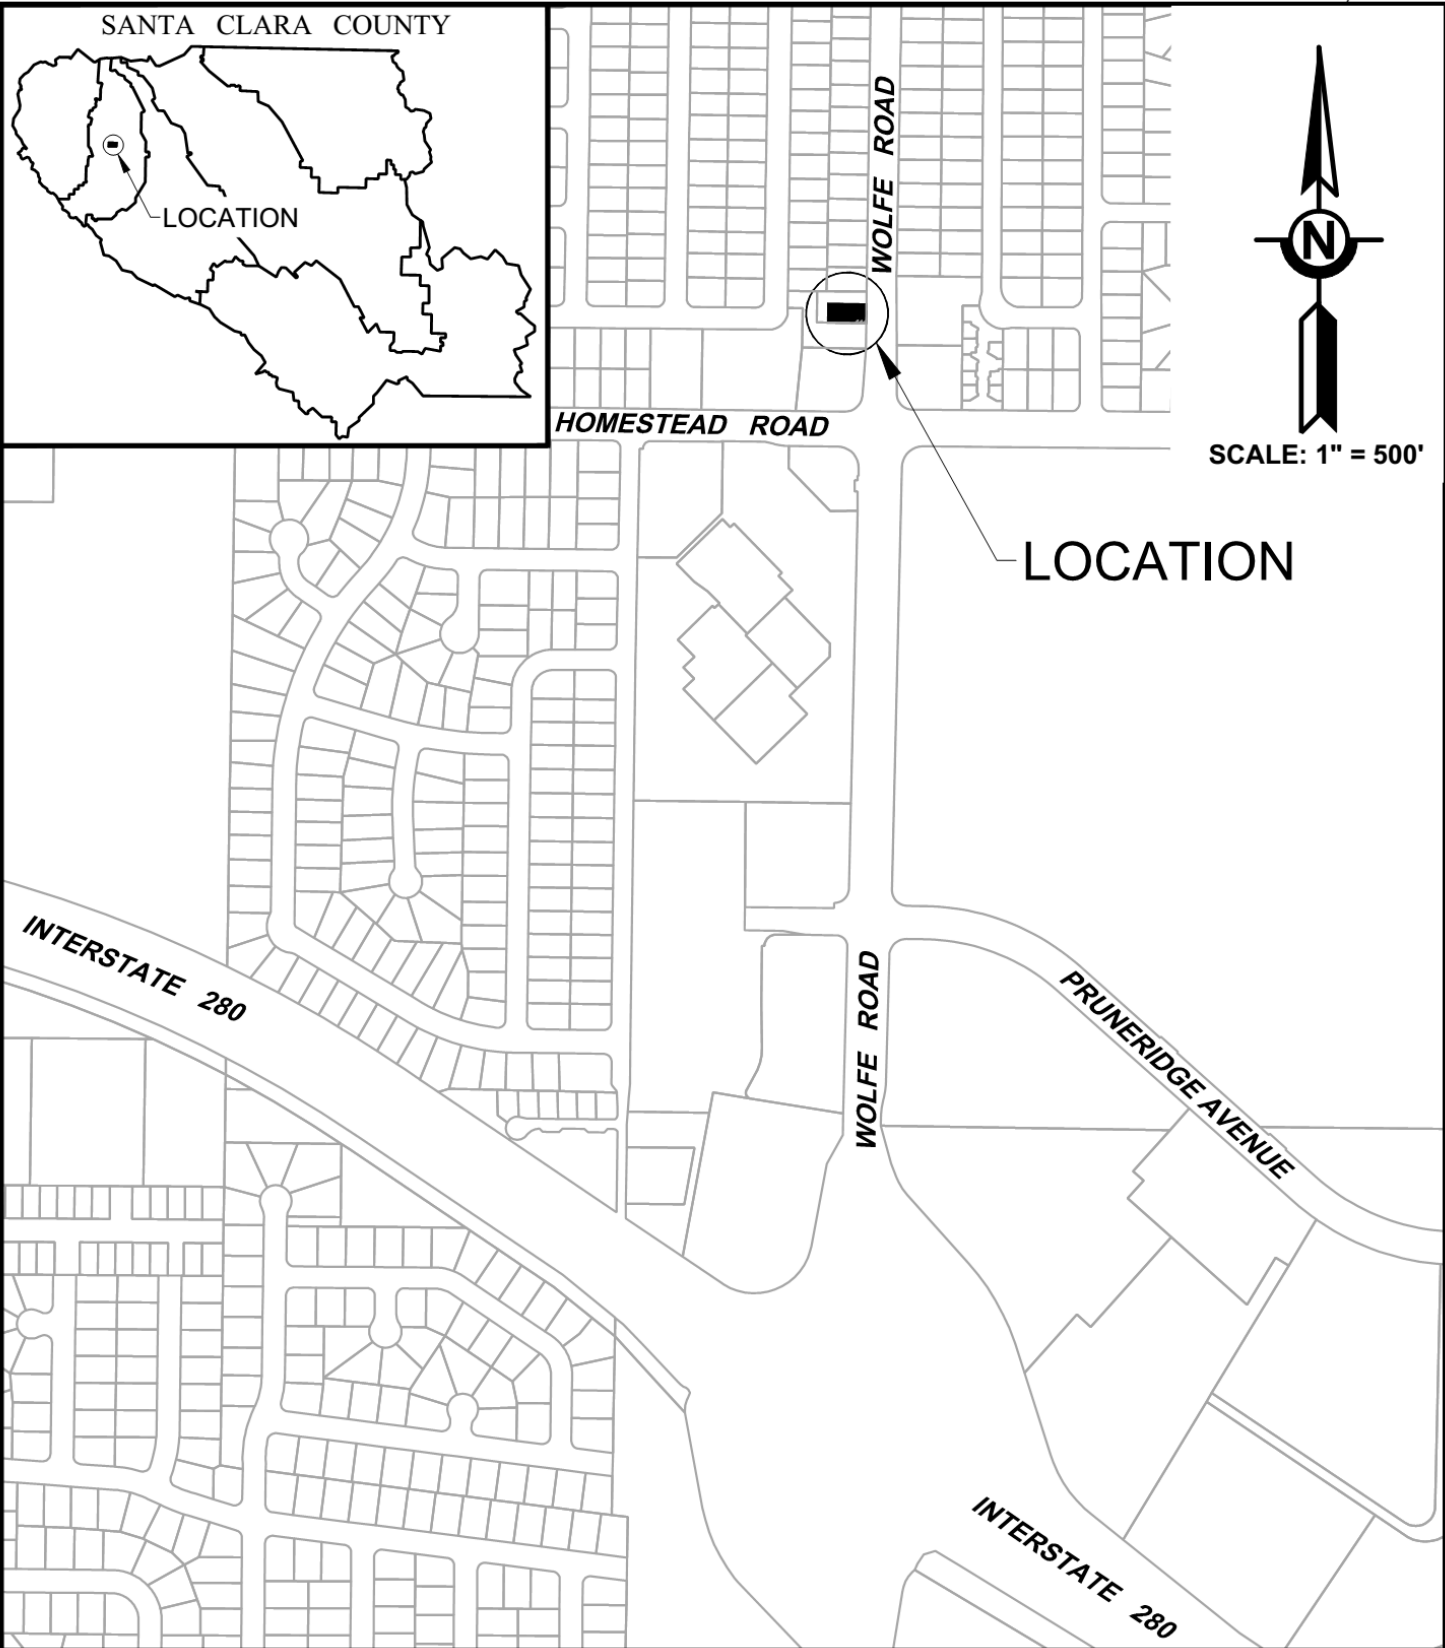 SANTA CLARA COUNTY
LOCATION
WOLFE ROAD
N
SCALE: 1" = 500'
HOMESTEAD ROAD
LOCATION
INTERSTATE 280
WOLFE ROAD
PRUNERIDGE AVENUE
INTERSTATE 280